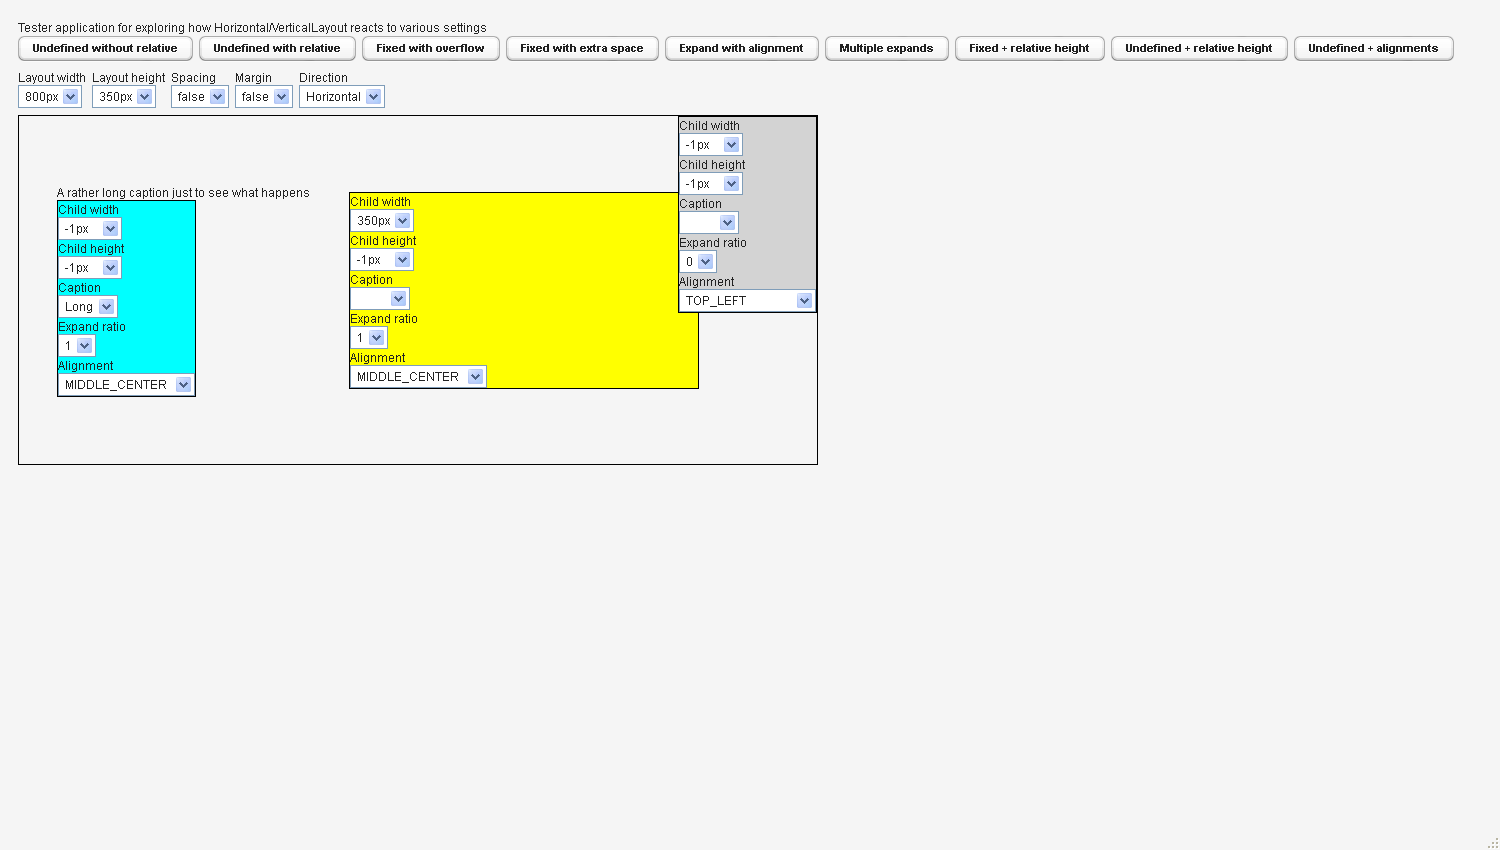 Tester application for exploring how Horizontal/VerticalLayout reacts to various settings
Undefined without relative Undefined with relative Fixed with overflow Fixed with extra space Expand with alignment Multiple expands Fixed + relative height Undefined + relative height Undefined + alignments
Layout width Layout height Spacing Margin Direction
800px 350px false false Horizontal
A rather long caption just to see what happens
Child width
-1px
Child height
-1px
Caption
Long
Expand ratio
1
Alignment
MIDDLE_CENTER
Child width
350px
Child height
-1px
Caption
Expand ratio
1
Alignment
MIDDLE_CENTER
Child width
-1px
Child height
-1px
Caption
Expand ratio
0
Alignment
TOP_LEFT